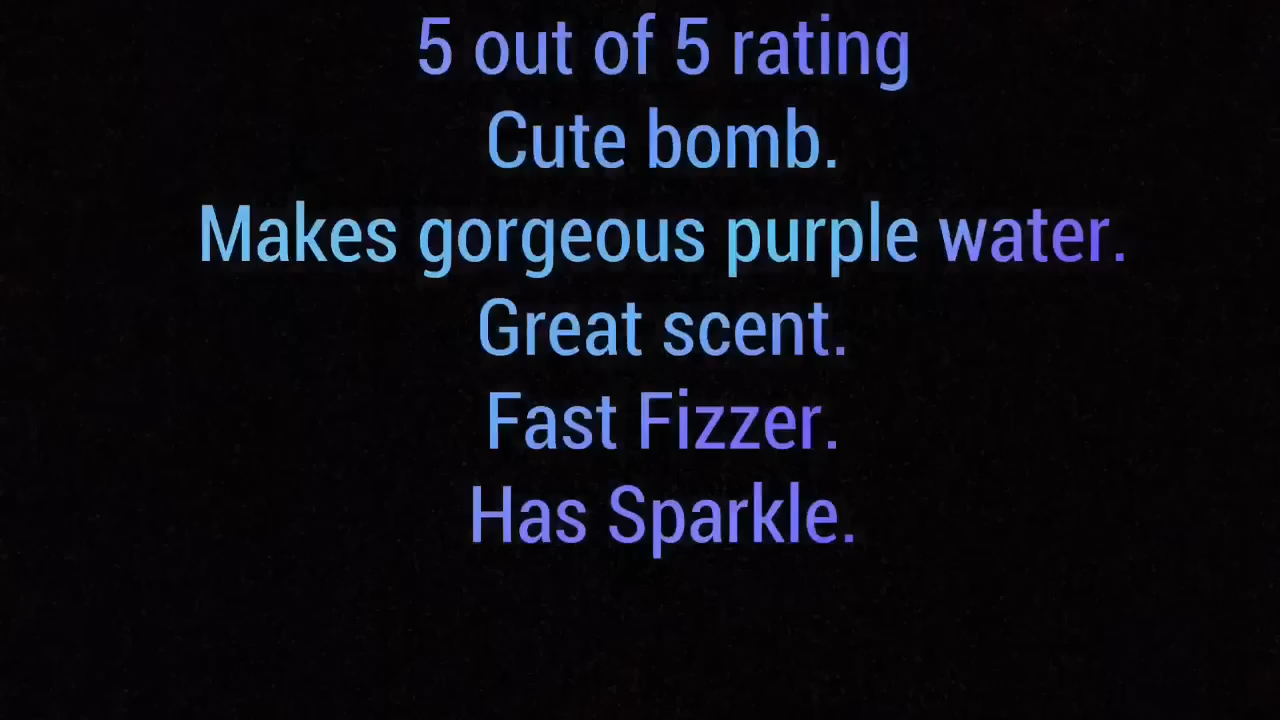 5 out of 5 rating
Cute bomb.
Makes gorgeous purple water.
Great scent.
Fast Fizzer.
Has Sparkle.